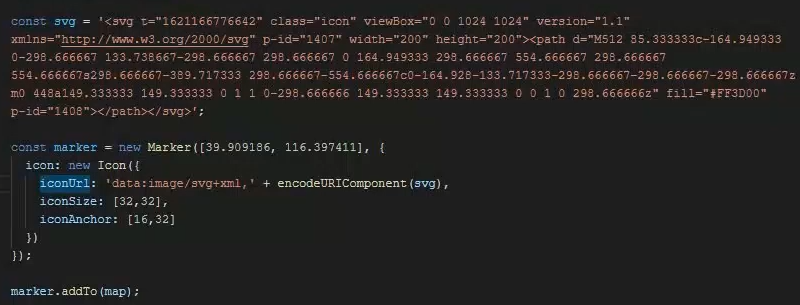 const svg = '<svg t="1621166776642" class="icon" viewBox="0 0 1024 1024" version="1.1"
xmlns="http://www.w3.org/2000/svg" p-id="1407" width="200" height="200"><path d="M512 85.333333c-164.949333
0-298.666667 133.738667-298.666667 298.666667 0 164.949333 298.666667 554.666667 298.666667
554.666667s298.666667-389.717333 298.666667-554.666667c0-164.928-133.717333-298.666667-298.666667-298.666667z
m0 448a149.333333 149.333333 0 1 1 0-298.666666 149.333333 149.333333 0 0 1 0 298.666666z" fill="#FF3D00"
p-id="1408"></path></svg>';
const marker = new Marker([39.909186, 116.397411], {
icon: new Icon({
iconUrl: 'data:image/svg+xml,' + encodeURIComponent(svg),
iconSize: [32,32],
iconAnchor: [16,32]
})
});
marker.addTo(map);